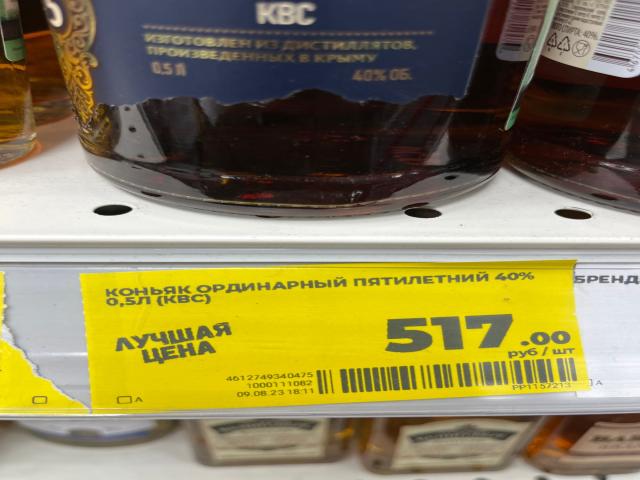 КВС
ИЗГОТОВЛЕН ИЗ ДИСТИЛЛЯТОВ,
ПРОИЗВЕДЕННЫХ В КРЫМУ
0,5 Л 40% ОБ.
КОНЬЯК ОРДИНАРНЫЙ ПЯТИЛЕТНИЙ 40%
0,5Л (КВС)
БРЕНД
ЛУЧШАЯ
ЦЕНА
517.00
руб / шт
4612749340475
1000111082
09.08.23 18:11
PP1157213
A
A